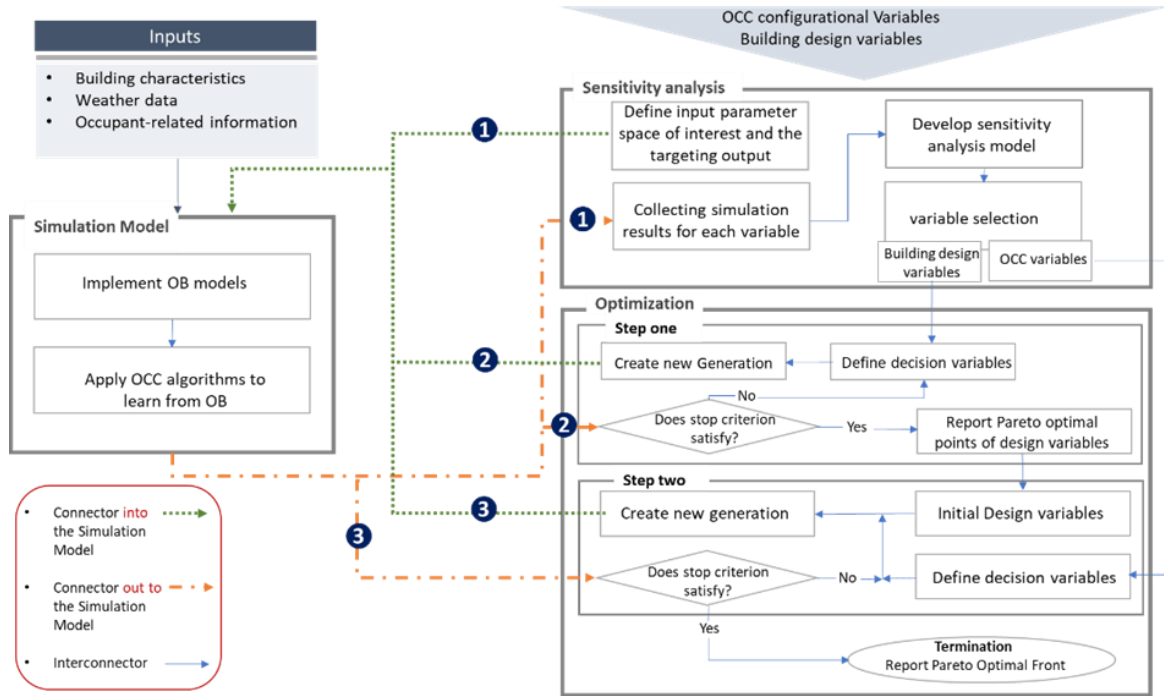 Inputs
• Building characteristics
• Weather data
• Occupant-related information
Simulation Model
Implement OB models
Apply OCC algorithms to
learn from OB
• Connector into
the Simulation
Model
• Connector out to
the Simulation
Model
• Interconnector
1
1
2
2
3
3
OCC configurational Variables
Building design variables
Sensitivity analysis
Define input parameter
space of interest and the
targeting output
Develop sensitivity
analysis model
Collecting simulation
results for each variable
variable selection
Building design
variables
OCC variables
Optimization
Step one
Create new Generation
Define decision variables
No
Does stop criterion
satisfy?
Yes
Report Pareto optimal
points of design variables
Step two
Create new generation
Initial Design variables
Does stop criterion
satisfy?
No
Define decision variables
Yes
Termination
Report Pareto Optimal Front